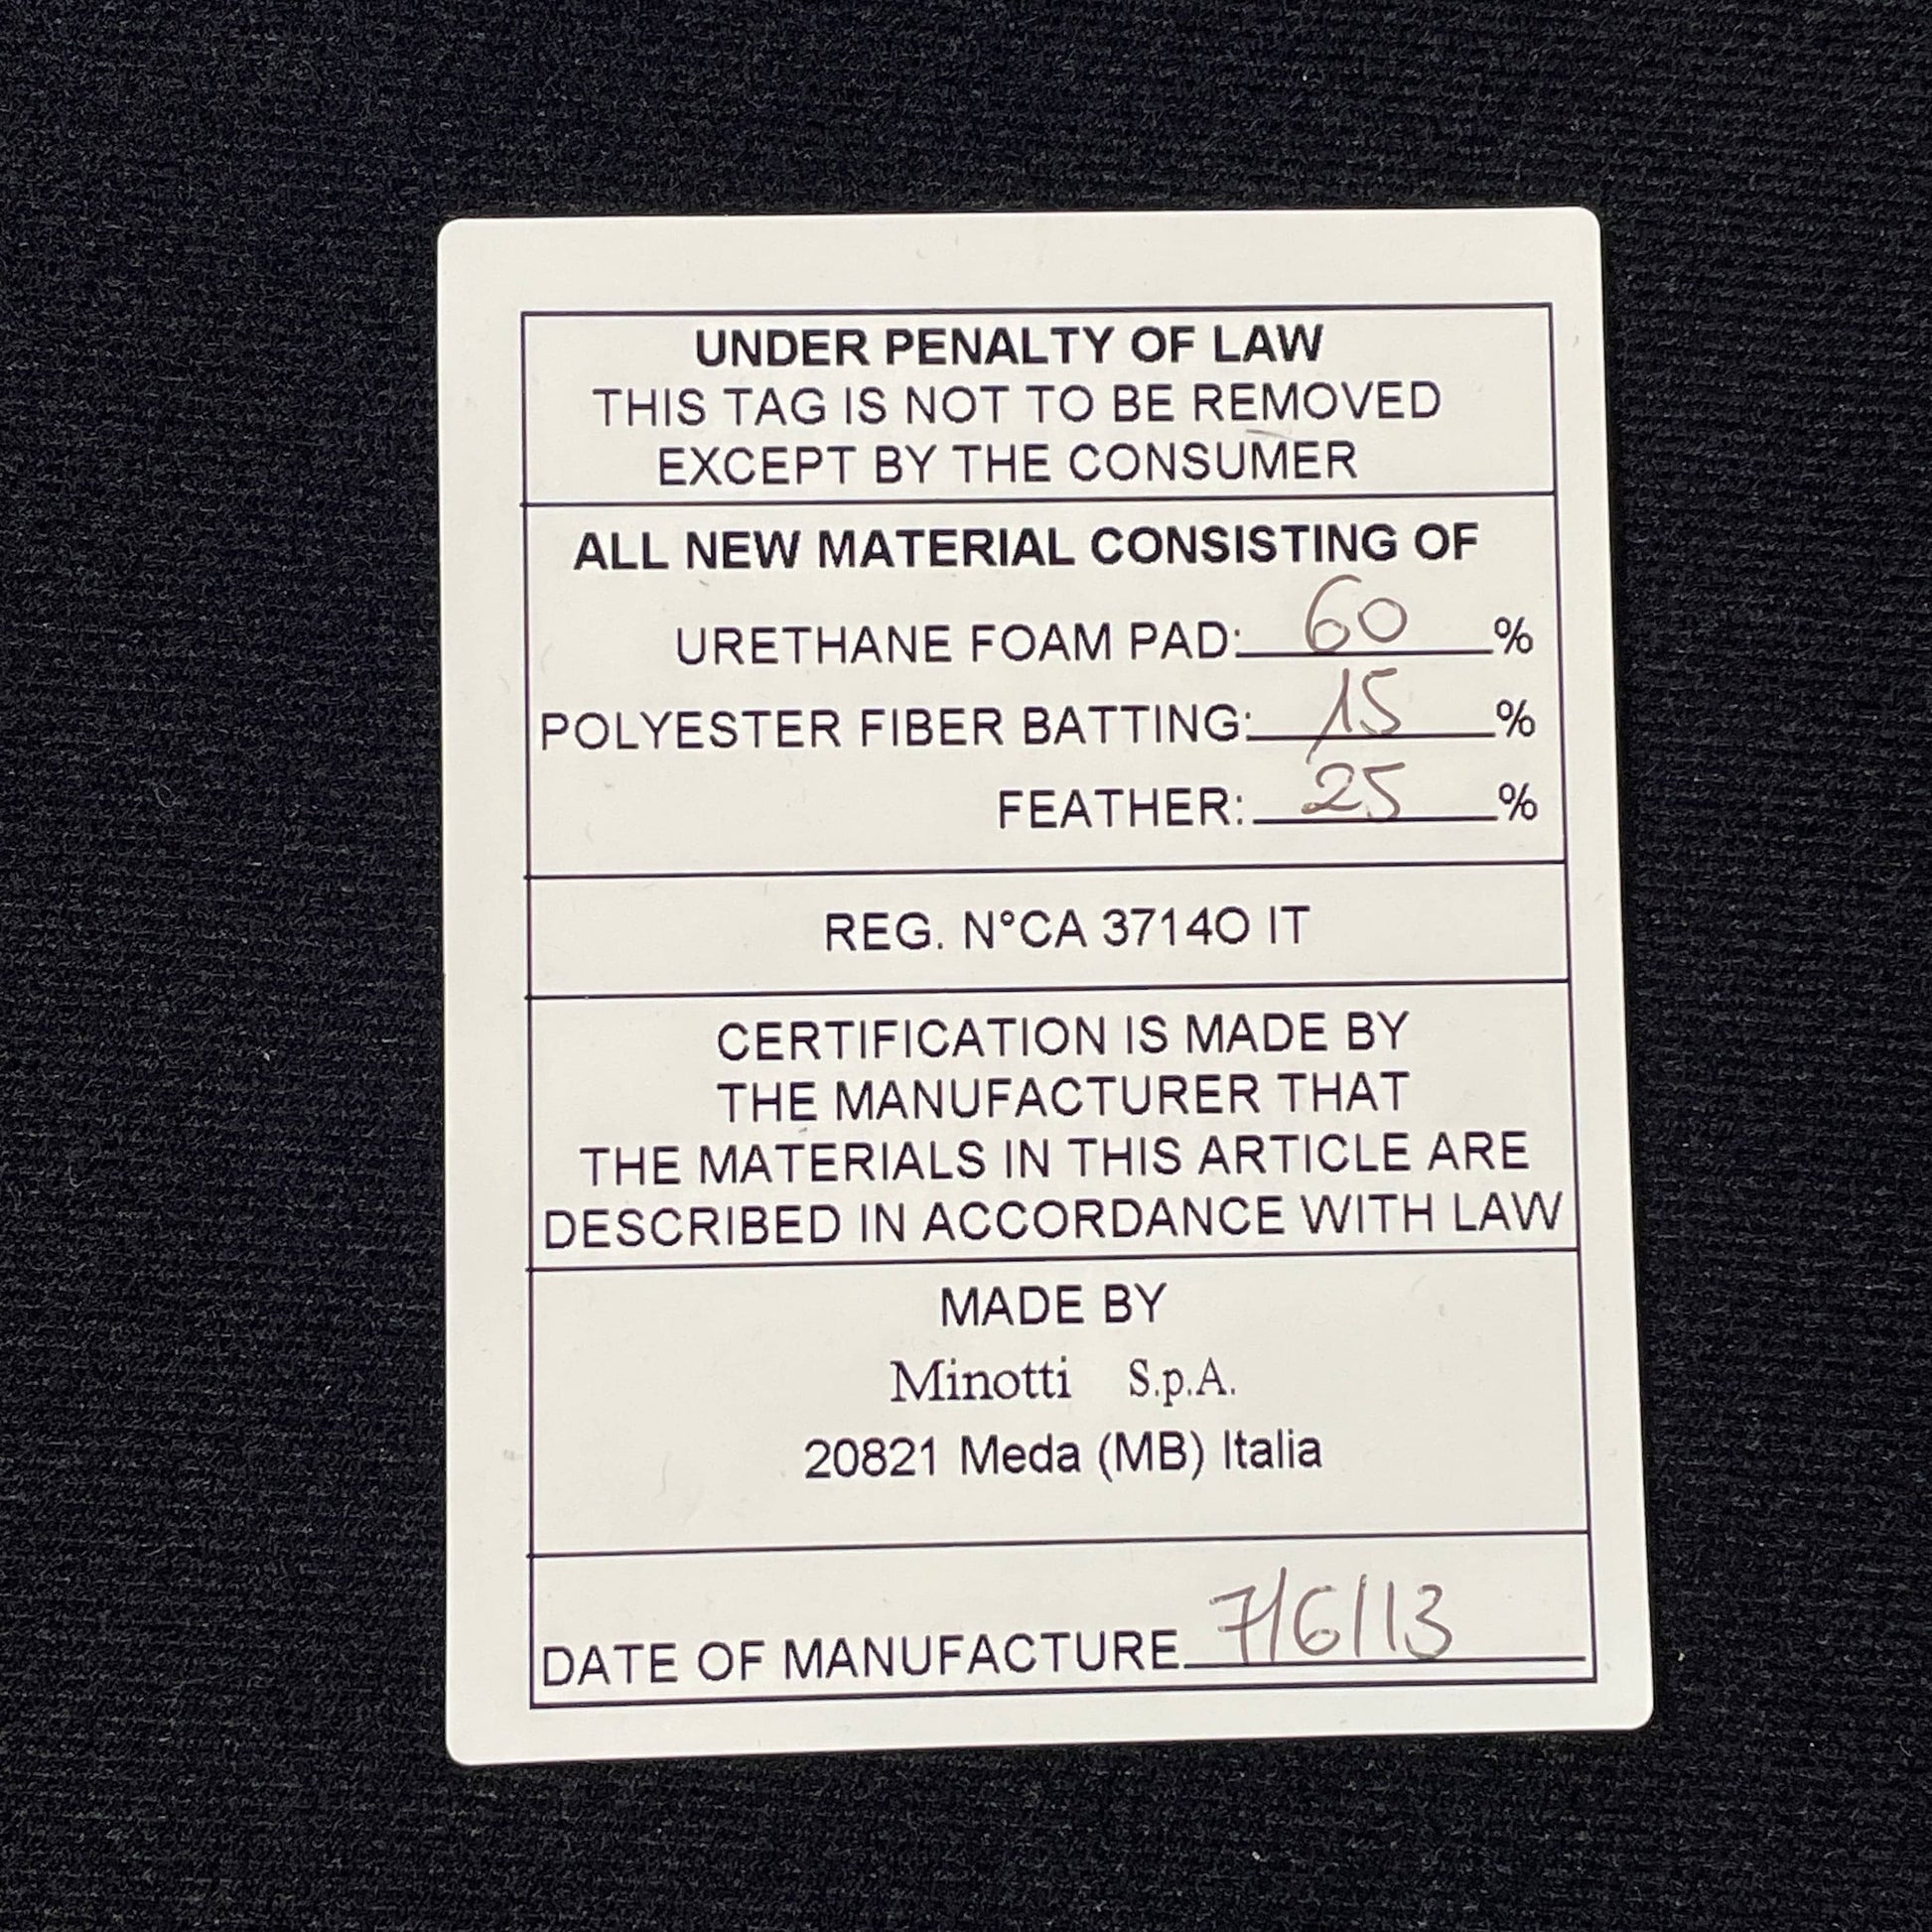 UNDER PENALTY OF LAW
THIS TAG IS NOT TO BE REMOVED
EXCEPT BY THE CONSUMER
ALL NEW MATERIAL CONSISTING OF
URETHANE FOAM PAD: 60 %
POLYESTER FIBER BATTING: 15 %
FEATHER: 25 %
REG. N°CA 3714O IT
CERTIFICATION IS MADE BY
THE MANUFACTURER THAT
THE MATERIALS IN THIS ARTICLE ARE
DESCRIBED IN ACCORDANCE WITH LAW
MADE BY
Minotti S.p.A.
20821 Meda (MB) Italia
DATE OF MANUFACTURE 7/6/13